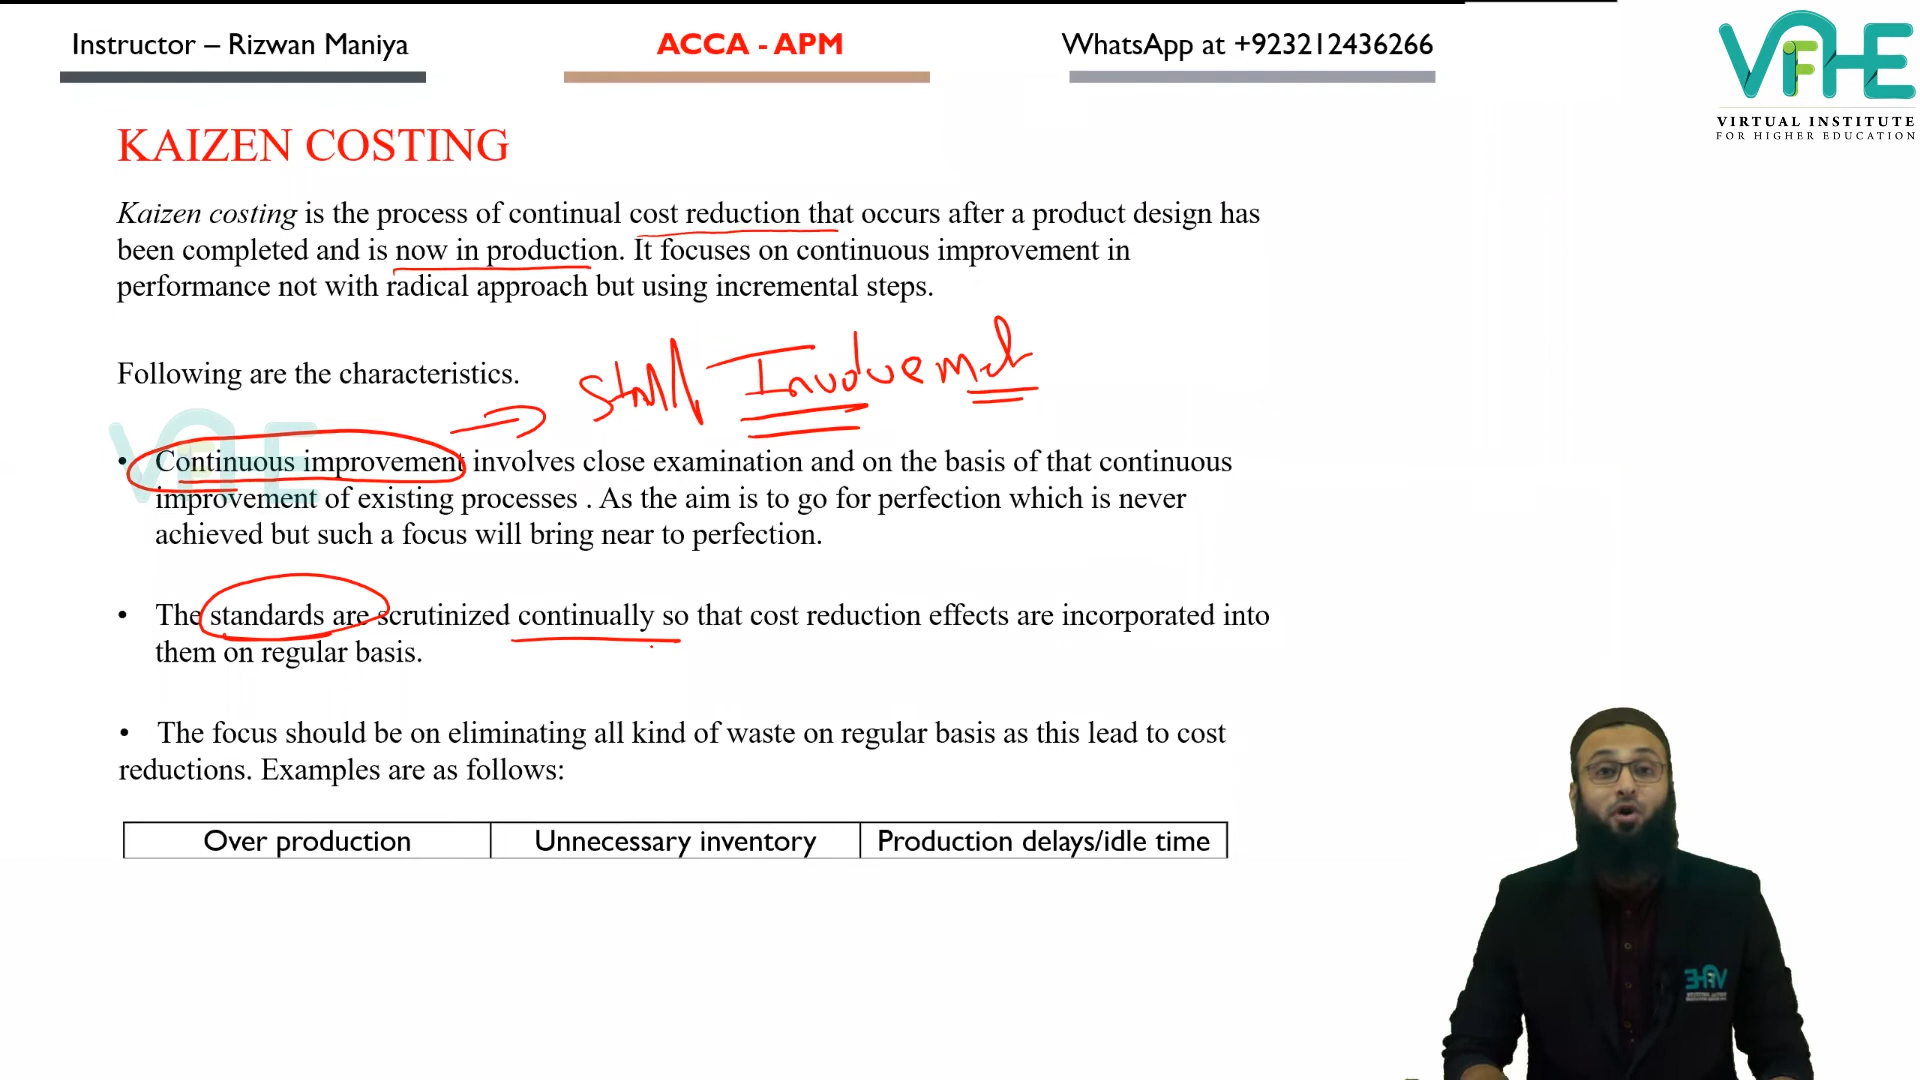 Instructor – Rizwan Maniya
ACCA - APM
WhatsApp at +923212436266
VIFHE
VIRTUAL INSTITUTE
FOR HIGHER EDUCATION
KAIZEN COSTING
Kaizen costing is the process of continual cost reduction that occurs after a product design has
been completed and is now in production. It focuses on continuous improvement in
performance not with radical approach but using incremental steps.
Following are the characteristics.
Staff Involvement
• Continuous improvement involves close examination and on the basis of that continuous
improvement of existing processes . As the aim is to go for perfection which is never
achieved but such a focus will bring near to perfection.
• The standards are scrutinized continually so that cost reduction effects are incorporated into
them on regular basis.
• The focus should be on eliminating all kind of waste on regular basis as this lead to cost
reductions. Examples are as follows:
Over production
Unnecessary inventory
Production delays/idle time